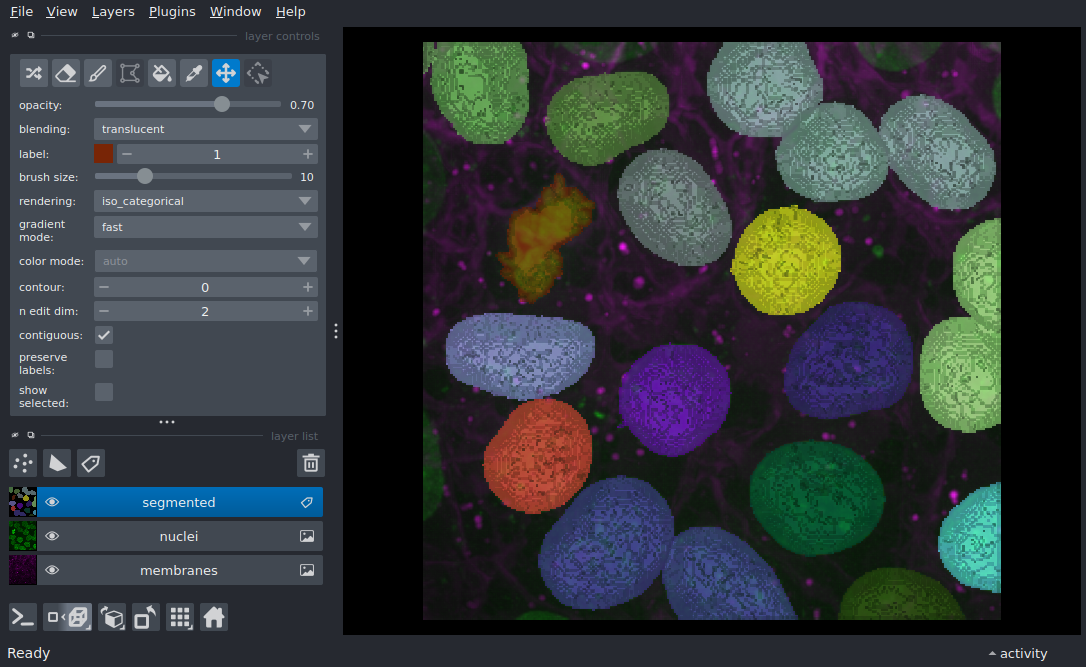 File View Layers Plugins Window Help
layer controls
opacity: 0.70
blending: translucent
label: 1
brush size: 10
rendering: iso_categorical
gradient
mode: fast
color mode: auto
contour: 0
n edit dim: 2
contiguous:
preserve
labels:
show
selected:
layer list
segmented
nuclei
membranes
Ready
activity